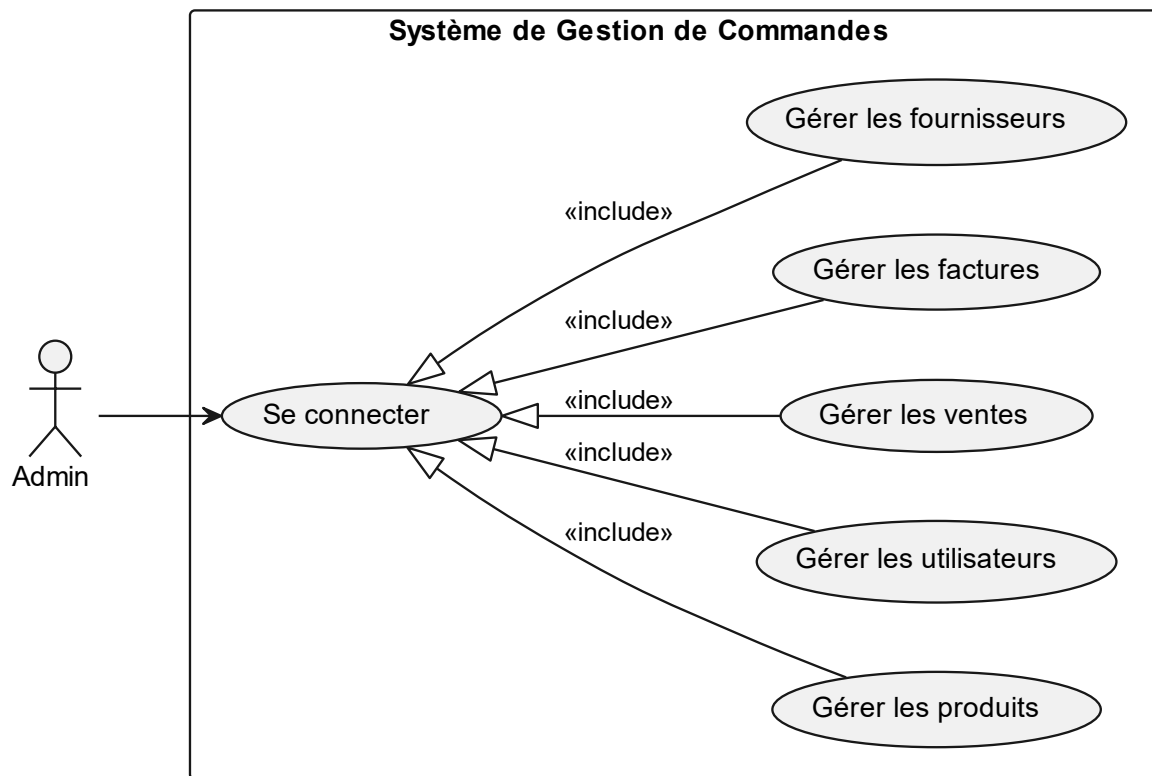 Système de Gestion de Commandes
Gérer les fournisseurs
«include»
Gérer les factures
«include»
Se connecter
«include»
Gérer les ventes
«include»
Admin
«include»
Gérer les utilisateurs
Gérer les produits